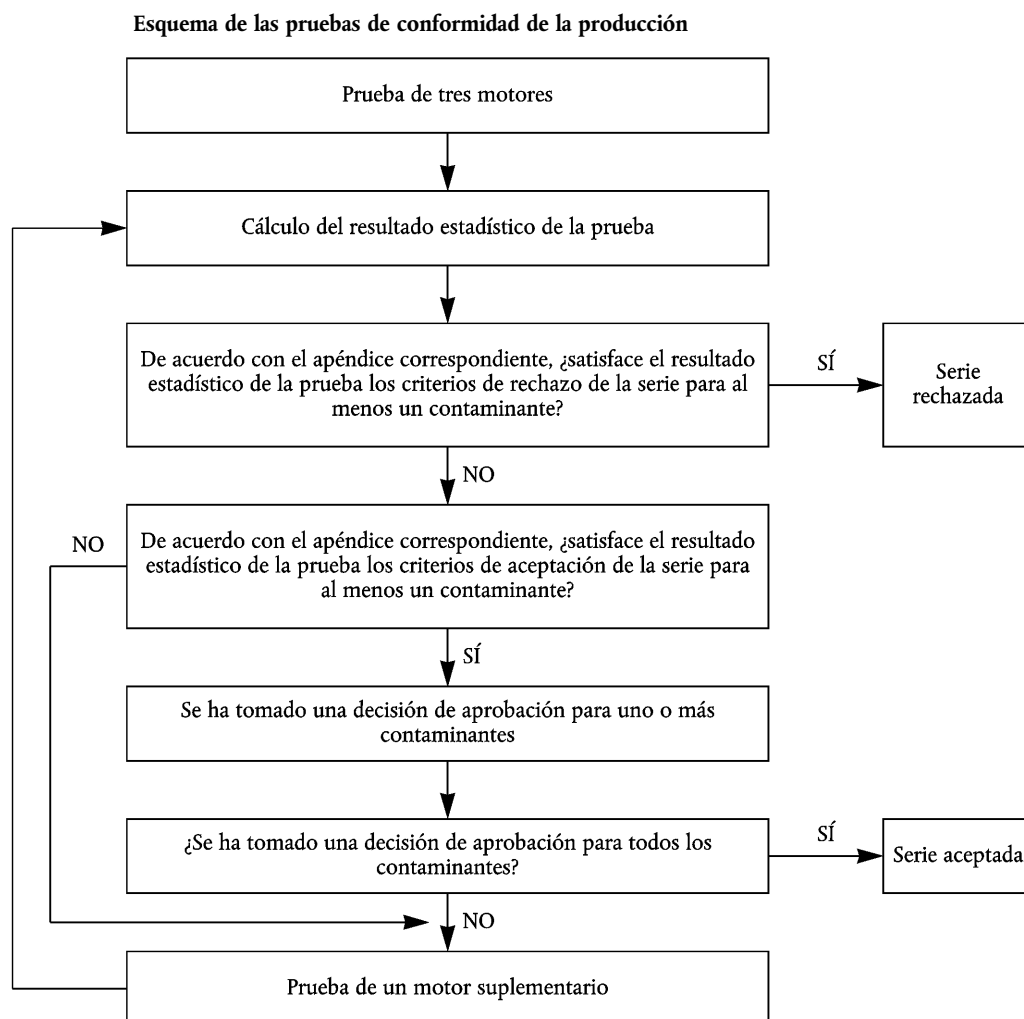 Esquema de las pruebas de conformidad de la producción
Prueba de tres motores
Cálculo del resultado estadístico de la prueba
De acuerdo con el apéndice correspondiente, ¿satisface el resultado
estadístico de la prueba los criterios de rechazo de la serie para al
menos un contaminante?
SÍ
Serie
rechazada
NO
De acuerdo con el apéndice correspondiente, ¿satisface el resultado
estadístico de la prueba los criterios de aceptación de la serie para
al menos un contaminante?
NO
SÍ
Se ha tomado una decisión de aprobación para uno o más
contaminantes
¿Se ha tomado una decisión de aprobación para todos los
contaminantes?
SÍ
Serie aceptada
NO
Prueba de un motor suplementario